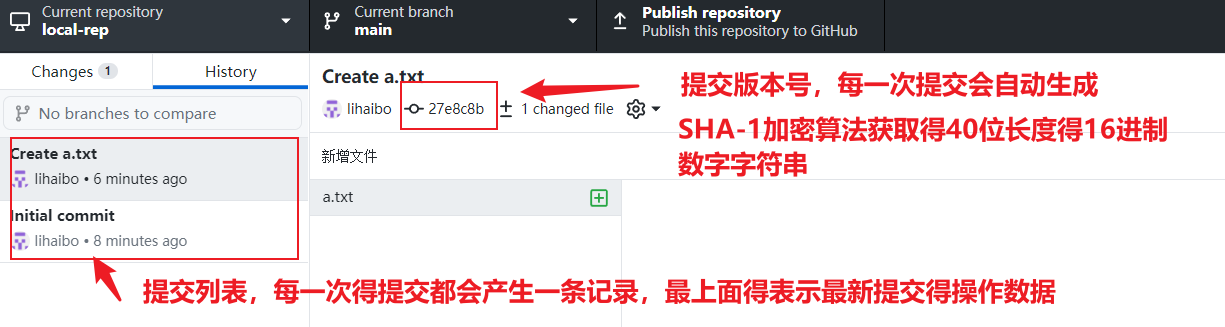 Current repository
local-rep
Current branch
main
Publish repository
Publish this repository to GitHub
Changes 1
History
No branches to compare
Create a.txt
lihaibo • 6 minutes ago
Initial commit
lihaibo • 8 minutes ago
Create a.txt
lihaibo 27e8c8b 1 changed file
新增文件
a.txt
提交版本号，每一次提交会自动生成
SHA-1加密算法获取得40位长度得16进制
数字字符串
提交列表，每一次得提交都会产生一条记录，最上面得表示最新提交得操作数据